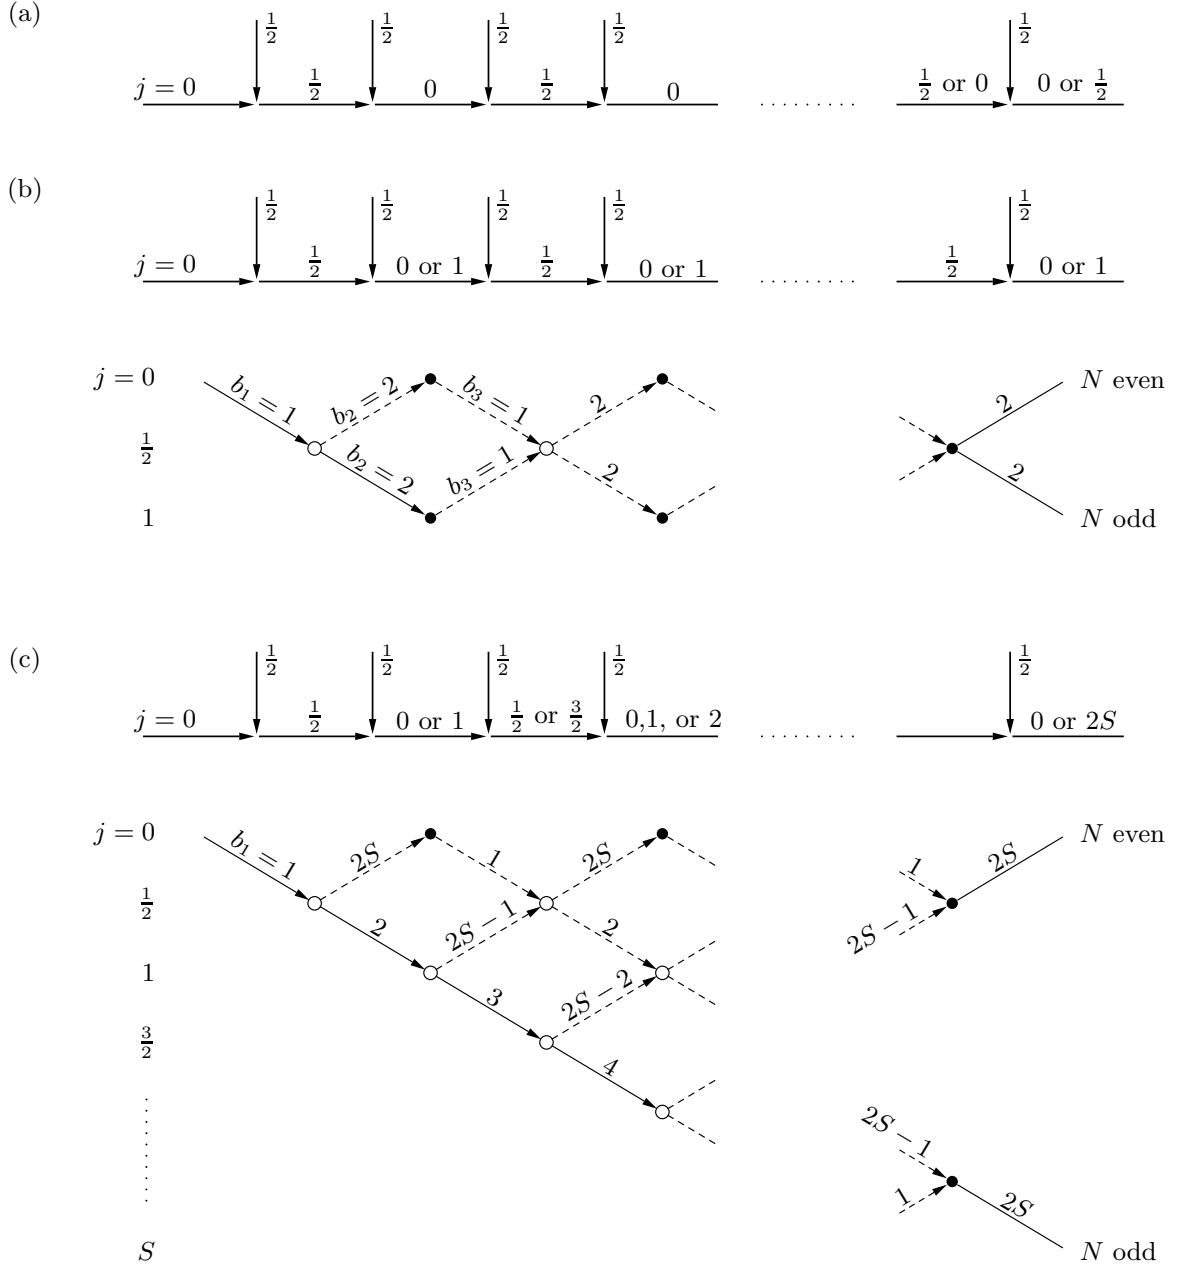 (a)
1/2 1/2 1/2 1/2 1/2
j = 0 1/2 0 1/2 0 . . . . . . . . . 1/2 or 0 0 or 1/2
(b)
1/2 1/2 1/2 1/2 1/2
j = 0 1/2 0 or 1 1/2 0 or 1 . . . . . . . . . 1/2 0 or 1
j = 0 b₁ = 1 b₂ = 2 b₃ = 1 2 2 N even
1/2 b₂ = 2 b₃ = 1 2 2
1 N odd
(c)
1/2 1/2 1/2 1/2 1/2
j = 0 1/2 0 or 1 1/2 or 3/2 0,1, or 2 . . . . . . . . . 0 or 2S
j = 0 b₁ = 1 2S 1 2S 1 2S N even
1/2 2 2S − 1 2 2S − 1
1 3 2S − 2
3/2 4
2S − 1
1 2S
S N odd